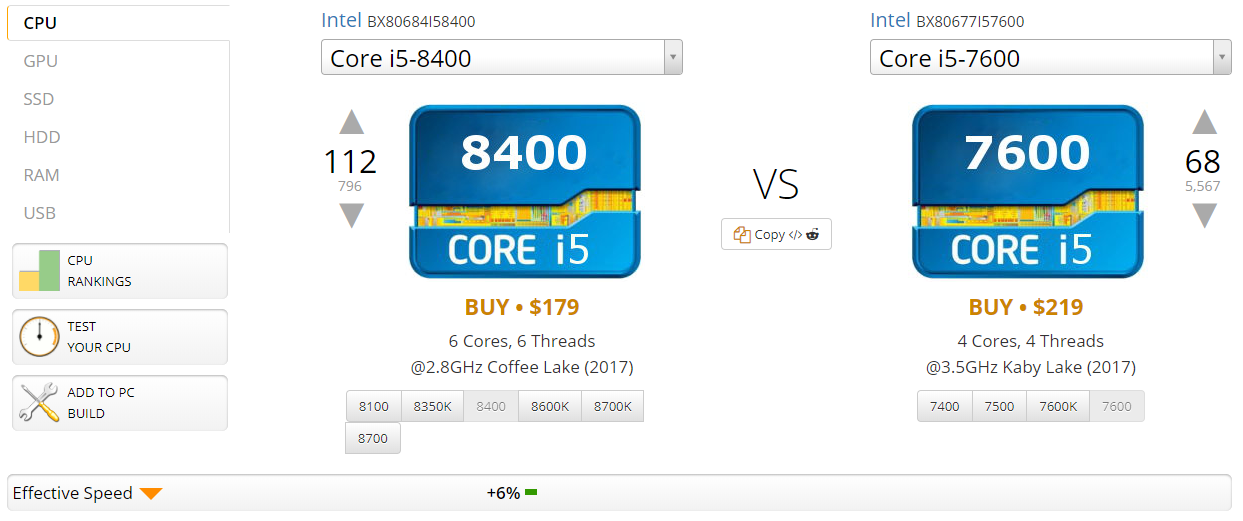 CPU
GPU
SSD
HDD
RAM
USB
CPU
RANKINGS
TEST
YOUR CPU
ADD TO PC
BUILD
Intel BX80684I58400
Core i5-8400
112
796
8400
CORE i5
BUY • $179
6 Cores, 6 Threads
@2.8GHz Coffee Lake (2017)
8100 8350K 8400 8600K 8700K
8700
VS
Copy </>
Intel BX80677I57600
Core i5-7600
68
5,567
7600
CORE i5
BUY • $219
4 Cores, 4 Threads
@3.5GHz Kaby Lake (2017)
7400 7500 7600K 7600
Effective Speed +6%